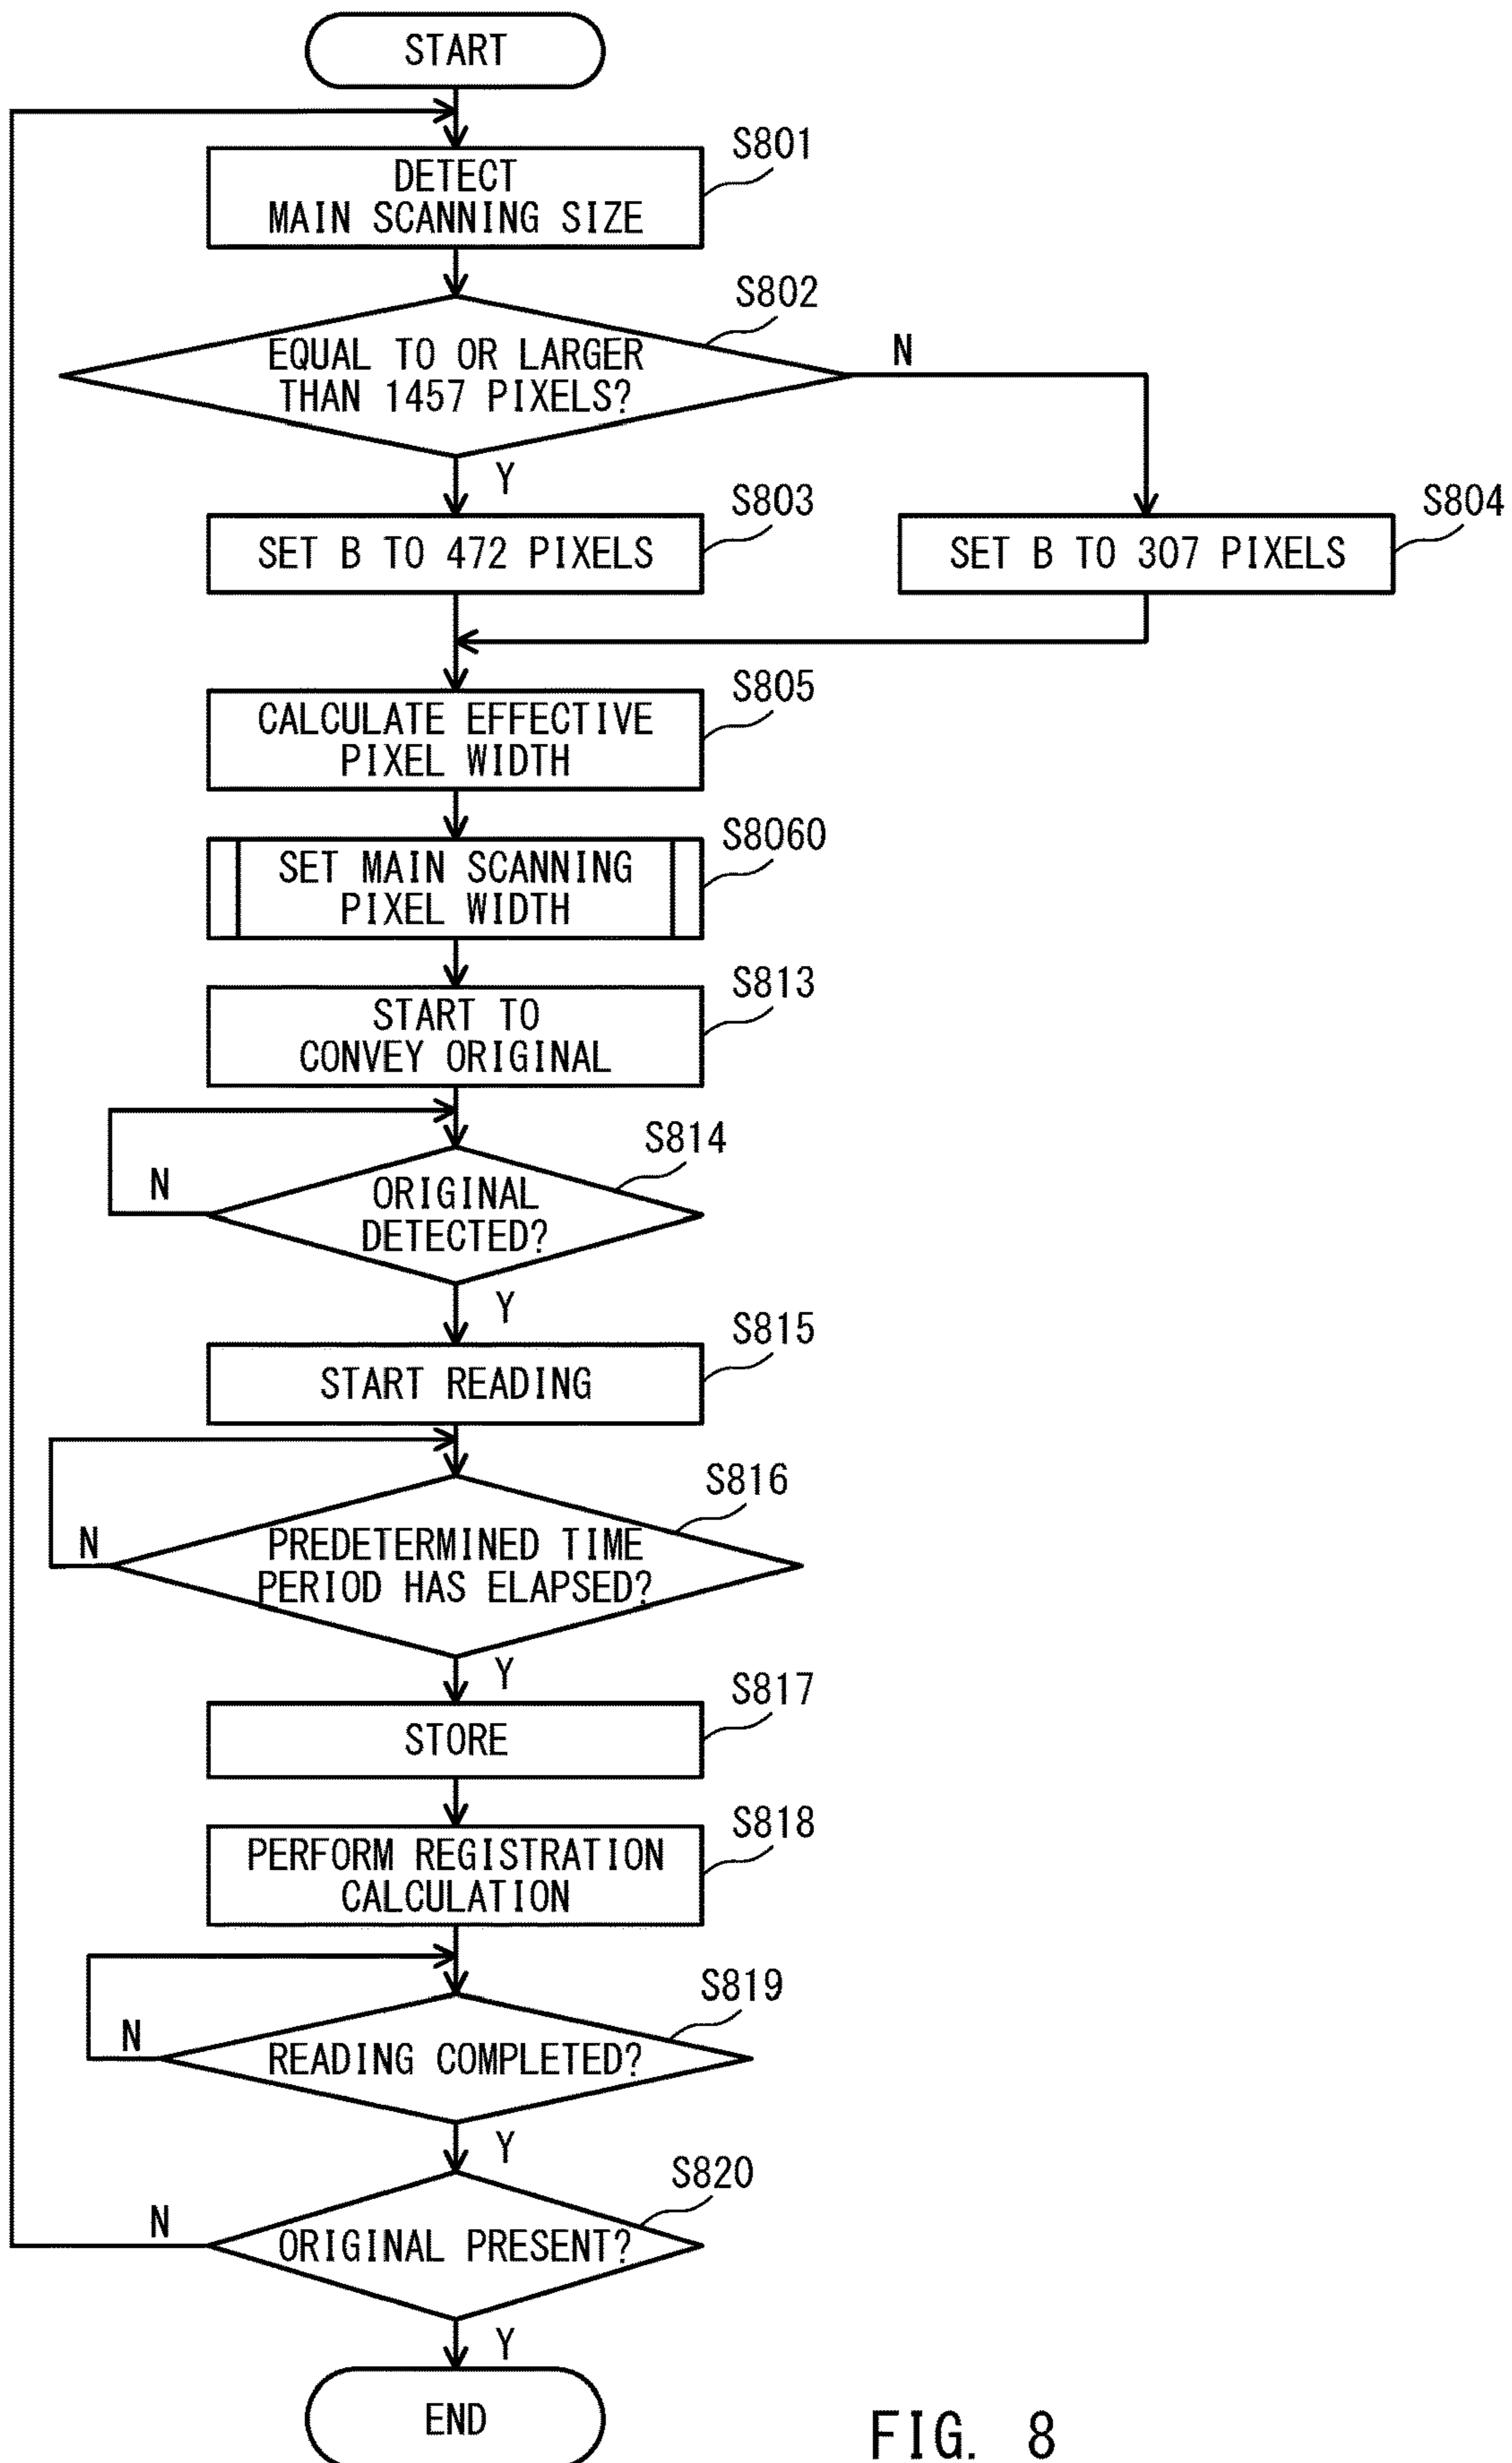 START
S801
DETECT
MAIN SCANNING SIZE
S802
EQUAL TO OR LARGER
THAN 1457 PIXELS?
N
Y
S803
SET B TO 472 PIXELS
S804
SET B TO 307 PIXELS
S805
CALCULATE EFFECTIVE
PIXEL WIDTH
S8060
SET MAIN SCANNING
PIXEL WIDTH
S813
START TO
CONVEY ORIGINAL
S814
N
ORIGINAL
DETECTED?
Y
S815
START READING
S816
N
PREDETERMINED TIME
PERIOD HAS ELAPSED?
Y
S817
STORE
S818
PERFORM REGISTRATION
CALCULATION
S819
N
READING COMPLETED?
Y
S820
N
ORIGINAL PRESENT?
Y
END
FIG. 8